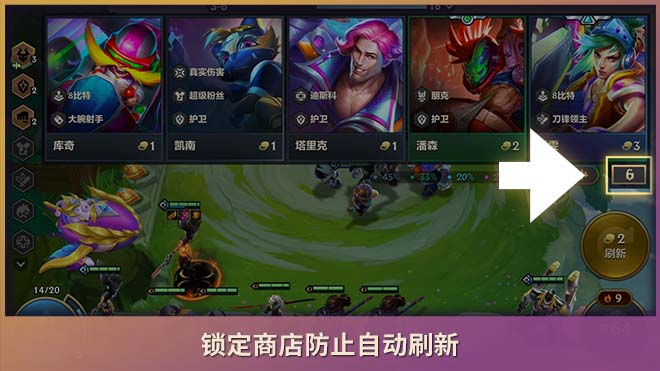 3-6
16
3
2
2
真实伤害
8比特
超级粉丝
迪斯科
朋克
8比特
大腕射手
护卫
护卫
护卫
刀锋领主
库奇
1
凯南
1
塔里克
1
潘森
2
3
45%
33%
20%
6
2
刷新
14/20
9
锁定商店防止自动刷新